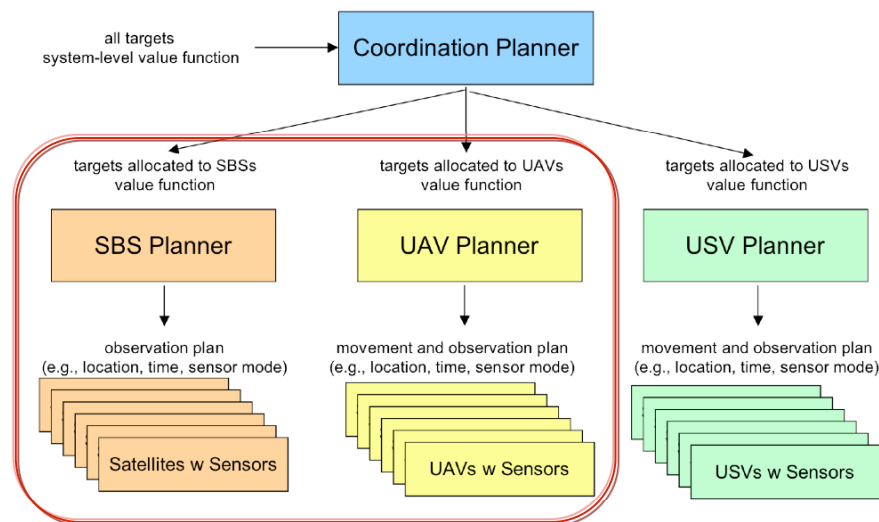 all targets
system-level value function
Coordination Planner
targets allocated to SBSs
value function
targets allocated to UAVs
value function
targets allocated to USVs
value function
SBS Planner
UAV Planner
USV Planner
observation plan
(e.g., location, time, sensor mode)
movement and observation plan
(e.g., location, time, sensor mode)
movement and observation plan
(e.g., location, time, sensor mode)
Satellites w Sensors
UAVs w Sensors
USVs w Sensors